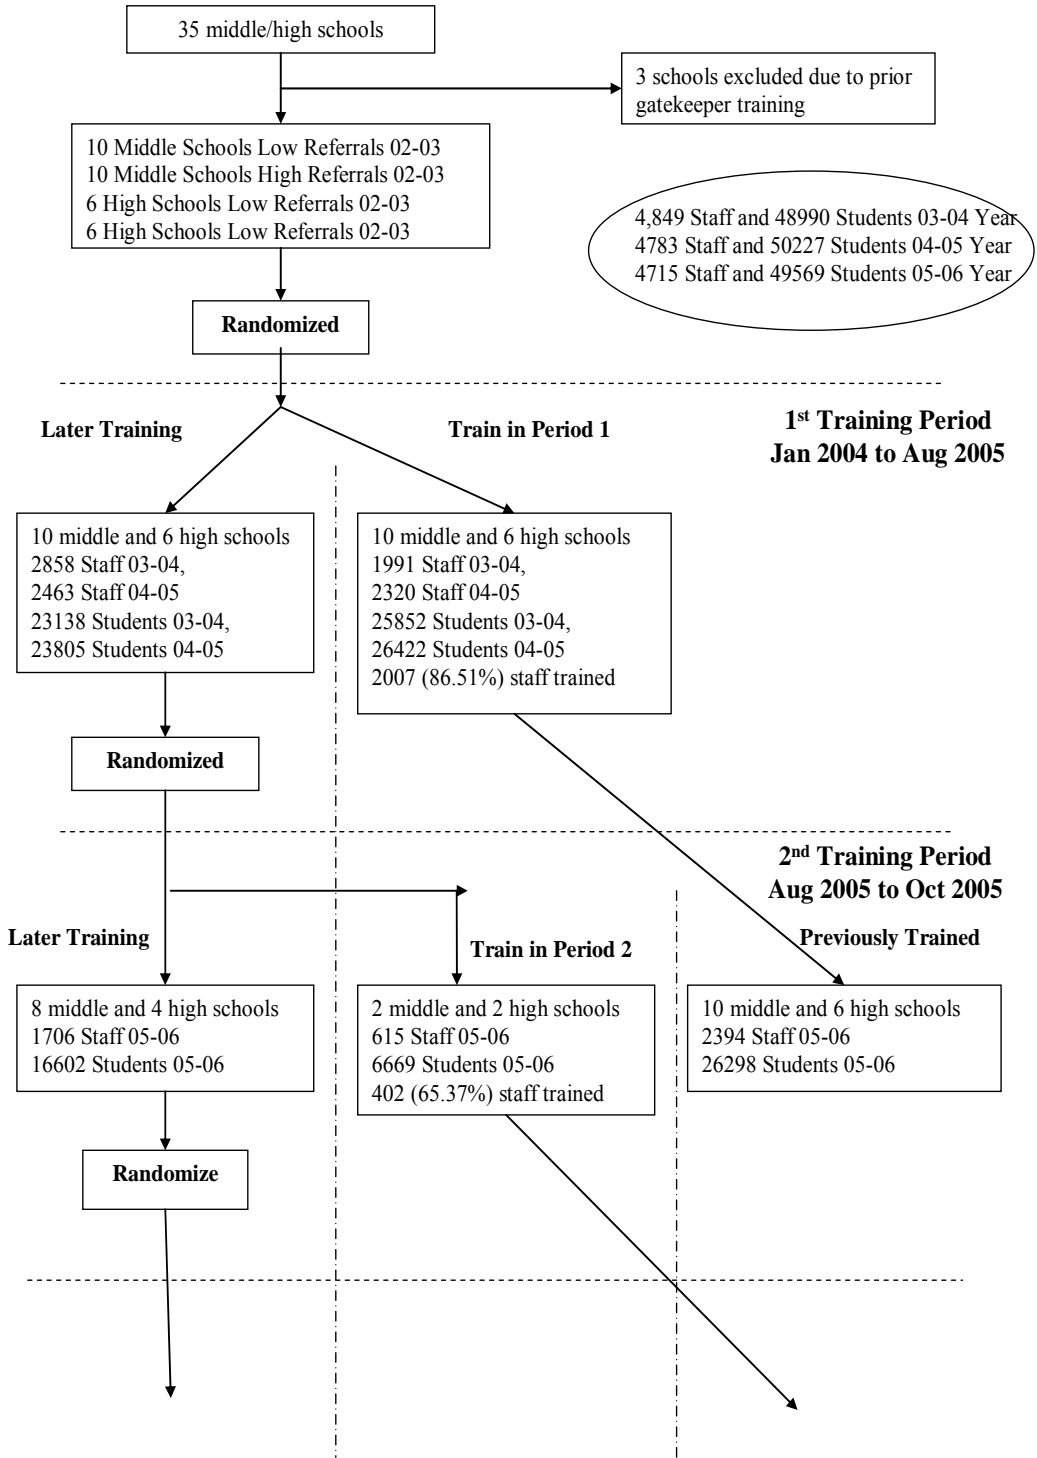 35 middle/high schools
3 schools excluded due to prior
gatekeeper training
10 Middle Schools Low Referrals 02-03
10 Middle Schools High Referrals 02-03
6 High Schools Low Referrals 02-03
6 High Schools Low Referrals 02-03
4,849 Staff and 48990 Students 03-04 Year
4783 Staff and 50227 Students 04-05 Year
4715 Staff and 49569 Students 05-06 Year
Randomized
1st Training Period
Jan 2004 to Aug 2005
Later Training
Train in Period 1
10 middle and 6 high schools
2858 Staff 03-04,
2463 Staff 04-05
23138 Students 03-04,
23805 Students 04-05
10 middle and 6 high schools
1991 Staff 03-04,
2320 Staff 04-05
25852 Students 03-04,
26422 Students 04-05
2007 (86.51%) staff trained
Randomized
2nd Training Period
Aug 2005 to Oct 2005
Later Training
Train in Period 2
Previously Trained
8 middle and 4 high schools
1706 Staff 05-06
16602 Students 05-06
2 middle and 2 high schools
615 Staff 05-06
6669 Students 05-06
402 (65.37%) staff trained
10 middle and 6 high schools
2394 Staff 05-06
26298 Students 05-06
Randomize